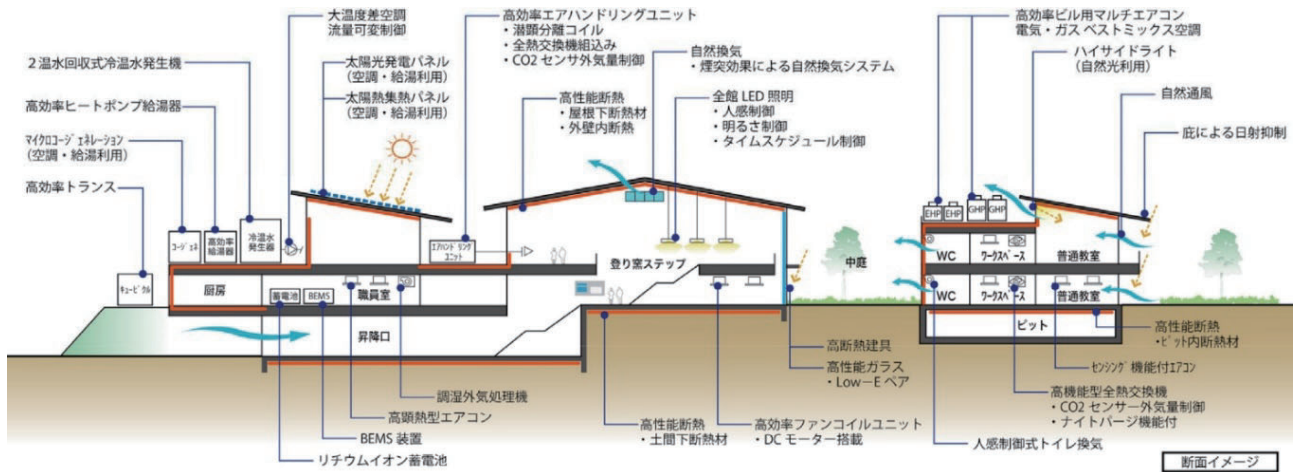 大温度差空調
流量可変制御
2温水回収式冷温水発生機
高効率ヒートポンプ給湯器
マイクロコージェネレーション
(空調・給湯利用)
高効率トランス
太陽光発電パネル
(空調・給湯利用)
太陽熱集熱パネル
(空調・給湯利用)
高効率エアハンドリングユニット
・潜顕分離コイル
・全熱交換機組込み
・CO2 センサ外気量制御
高性能断熱
・屋根下断熱材
・外壁内断熱
自然換気
・煙突効果による自然換気システム
全館 LED 照明
・人感制御
・明るさ制御
・タイムスケジュール制御
高効率ビル用マルチエアコン
電気・ガス ベストミックス空調
ハイサイドライト
(自然光利用)
自然通風
庇による日射抑制
コージェネ
高効率
給湯器
冷温水
発生機
エアハンドリング
ユニット
キュービクル
厨房
蓄電池
BEMS
職員室
昇降口
登り窯ステップ
中庭
EHP
EHP
GHP
GHP
WC
ワークスペース
普通教室
WC
ワークスペース
普通教室
ピット
調湿外気処理機
高顕熱型エアコン
BEMS 装置
リチウムイオン蓄電池
高性能断熱
・土間下断熱材
高効率ファンコイルユニット
・DC モーター搭載
高断熱建具
高性能ガラス
・Low－E ペア
高性能断熱
・ピット内断熱材
センシング機能付エアコン
高機能型全熱交換機
・CO2 センサー外気量制御
・ナイトパージ機能付
人感制御式トイレ換気
断面イメージ